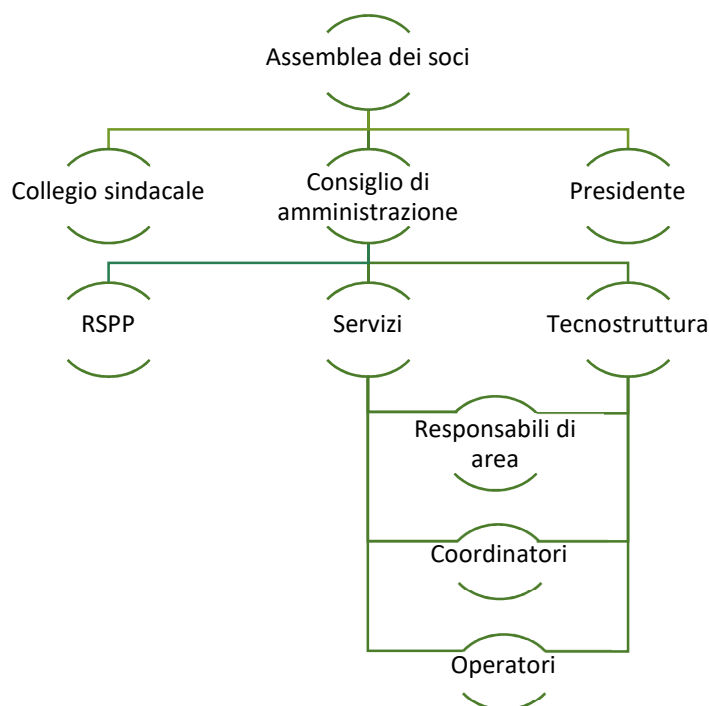 Assemblea dei soci
Collegio sindacale
Consiglio di
amministrazione
Presidente
RSPP
Servizi
Tecnostruttura
Responsabili di
area
Coordinatori
Operatori